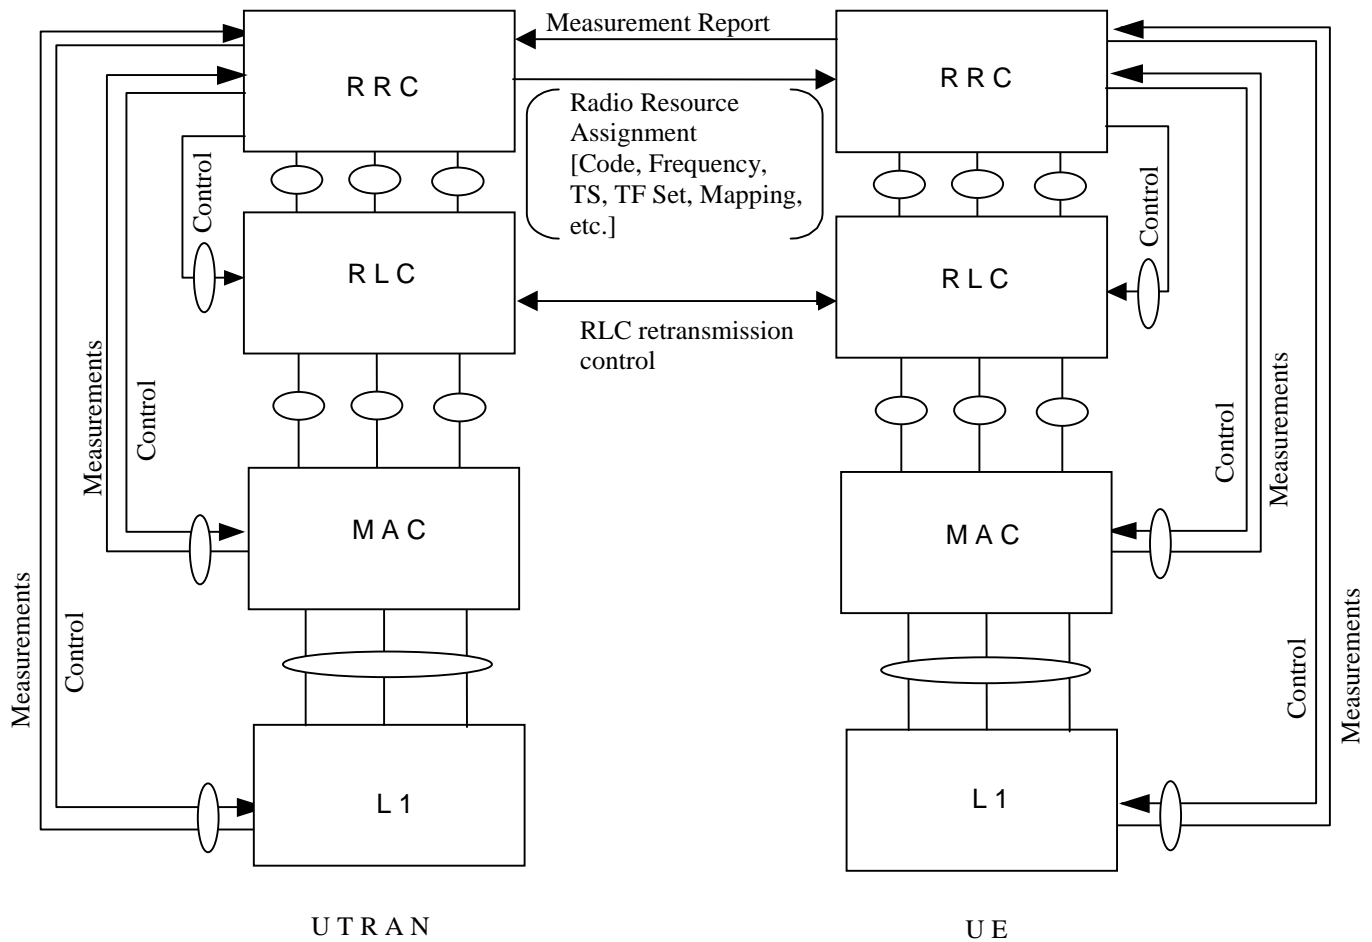 Measurement Report
R R C
R R C
Radio Resource
Assignment
[Code, Frequency,
TS, TF Set, Mapping,
etc.]
Control
Control
R L C
R L C
RLC retransmission
control
Measurements
Control
Control
Measurements
M A C
M A C
Measurements
Control
Control
Measurements
L 1
L 1
U T R A N
U E